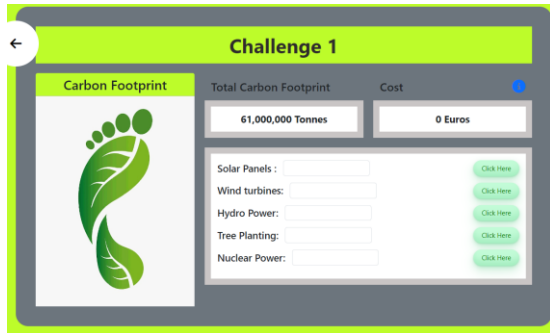 Challenge 1
Carbon Footprint
Total Carbon Footprint
Cost
61,000,000 Tonnes
0 Euros
Solar Panels :
Click Here
Wind turbines:
Click Here
Hydro Power:
Click Here
Tree Planting:
Click Here
Nuclear Power:
Click Here